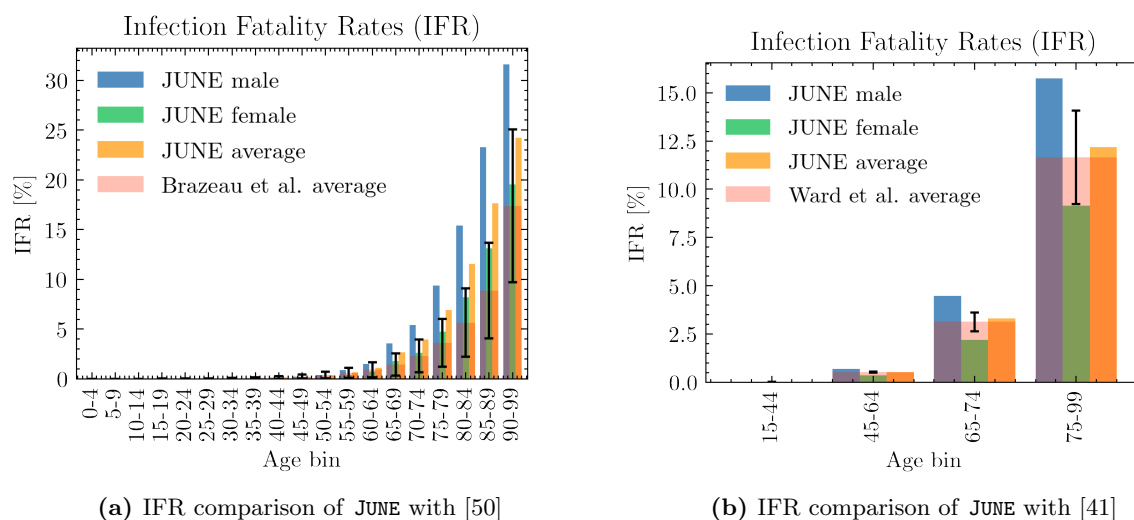 Infection Fatality Rates (IFR)
JUNE male
JUNE female
JUNE average
Brazeau et al. average
IFR [%]
30
25
20
15
10
5
0
0-4
5-9
10-14
15-19
20-24
25-29
30-34
35-39
40-44
45-49
50-54
55-59
60-64
65-69
70-74
75-79
80-84
85-89
90-99
Age bin
(a) IFR comparison of JUNE with [50]
Infection Fatality Rates (IFR)
JUNE male
JUNE female
JUNE average
Ward et al. average
IFR [%]
15.0
12.5
10.0
7.5
5.0
2.5
0.0
15-44
45-64
65-74
75-99
Age bin
(b) IFR comparison of JUNE with [41]